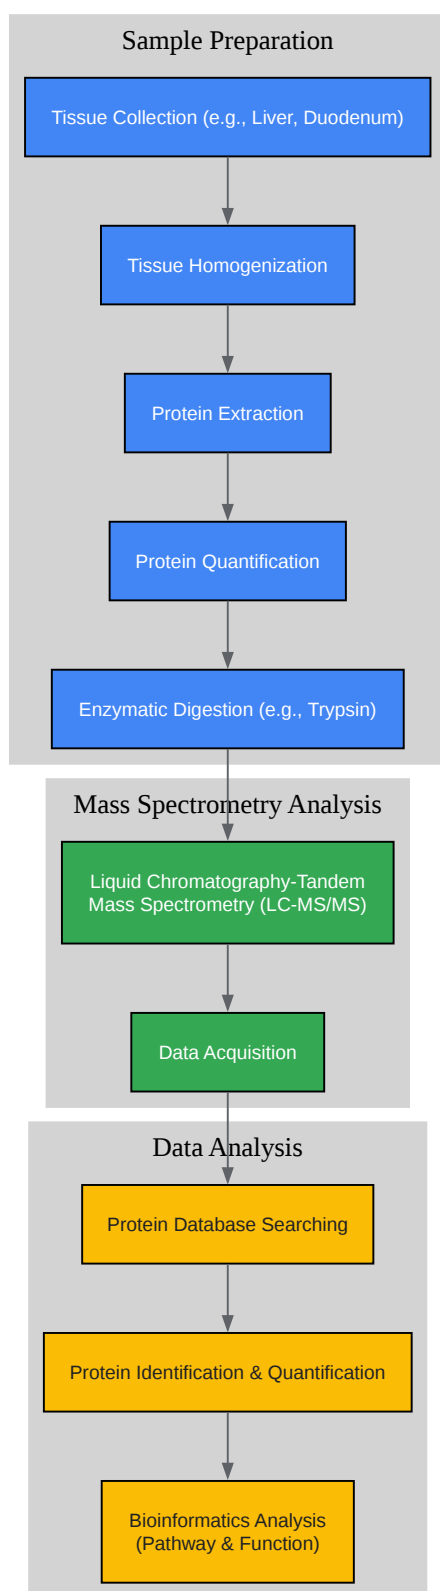 Sample Preparation
Tissue Collection (e.g., Liver, Duodenum)
Tissue Homogenization
Protein Extraction
Protein Quantification
Enzymatic Digestion (e.g., Trypsin)
Mass Spectrometry Analysis
Liquid Chromatography-Tandem
Mass Spectrometry (LC-MS/MS)
Data Acquisition
Data Analysis
Protein Database Searching
Protein Identification & Quantification
Bioinformatics Analysis
(Pathway & Function)